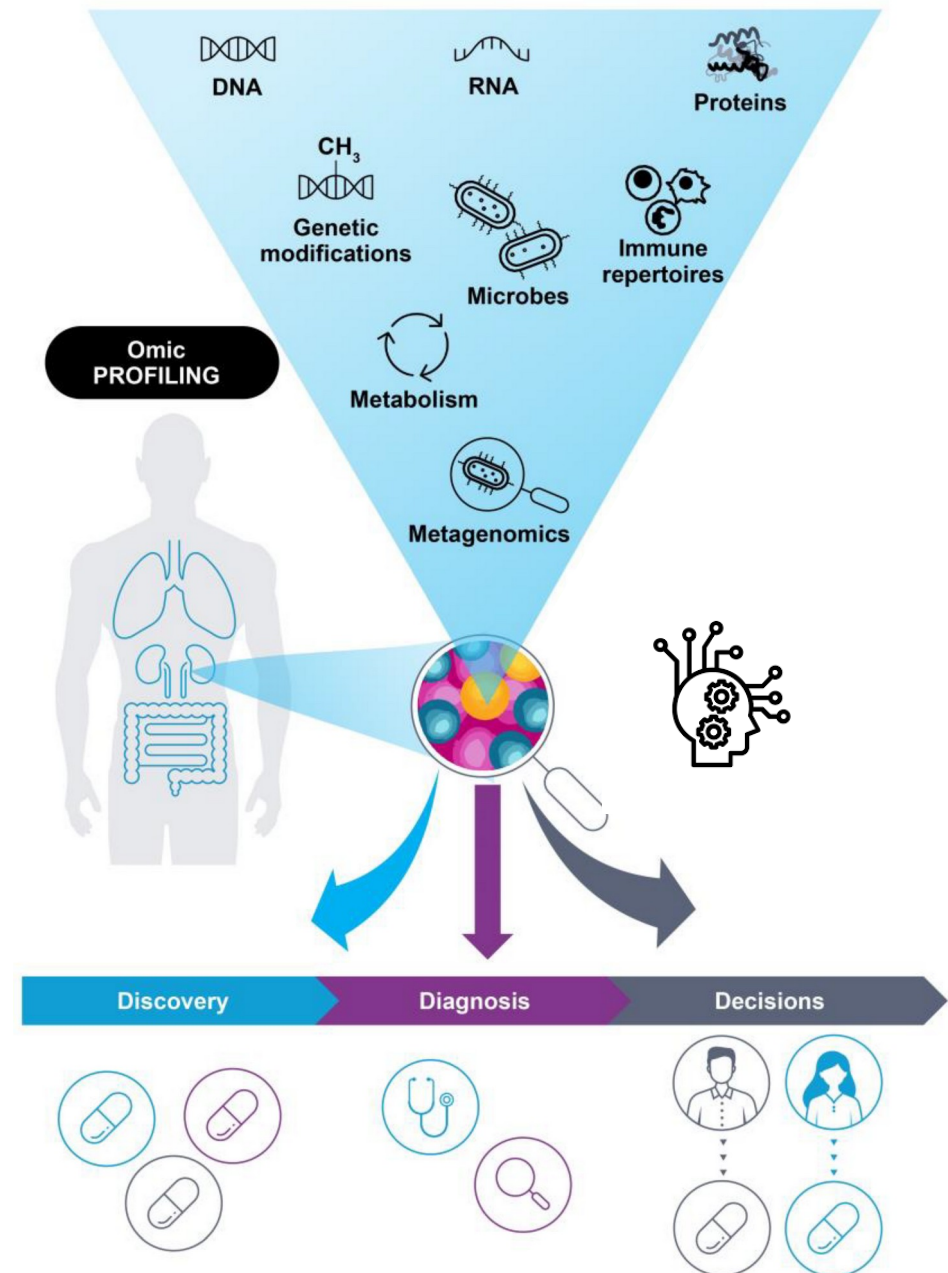 DNA
RNA
Proteins
CH₃
Genetic
modifications
Microbes
Immune
repertoires
Metabolism
Omic
PROFILING
Metagenomics
Discovery
Diagnosis
Decisions